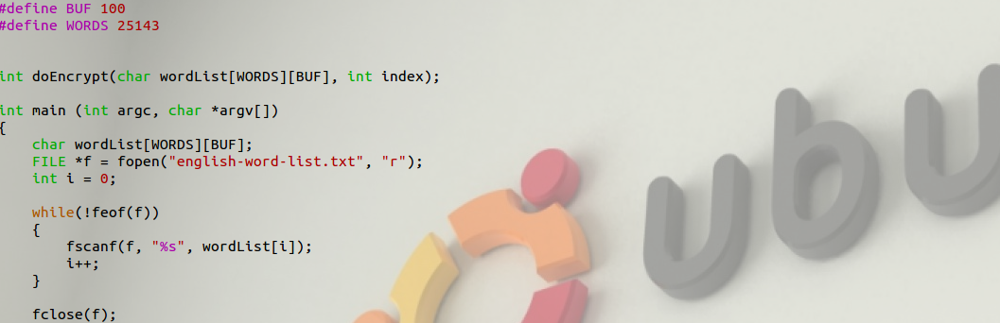 #define BUF 100
#define WORDS 25143
int doEncrypt(char wordList[WORDS][BUF], int index);
int main (int argc, char *argv[])
{
char wordList[WORDS][BUF];
FILE *f = fopen("english-word-list.txt", "r");
int i = 0;
while(!feof(f))
{
fscanf(f, "%s", wordList[i]);
i++;
}
fclose(f);
ubu